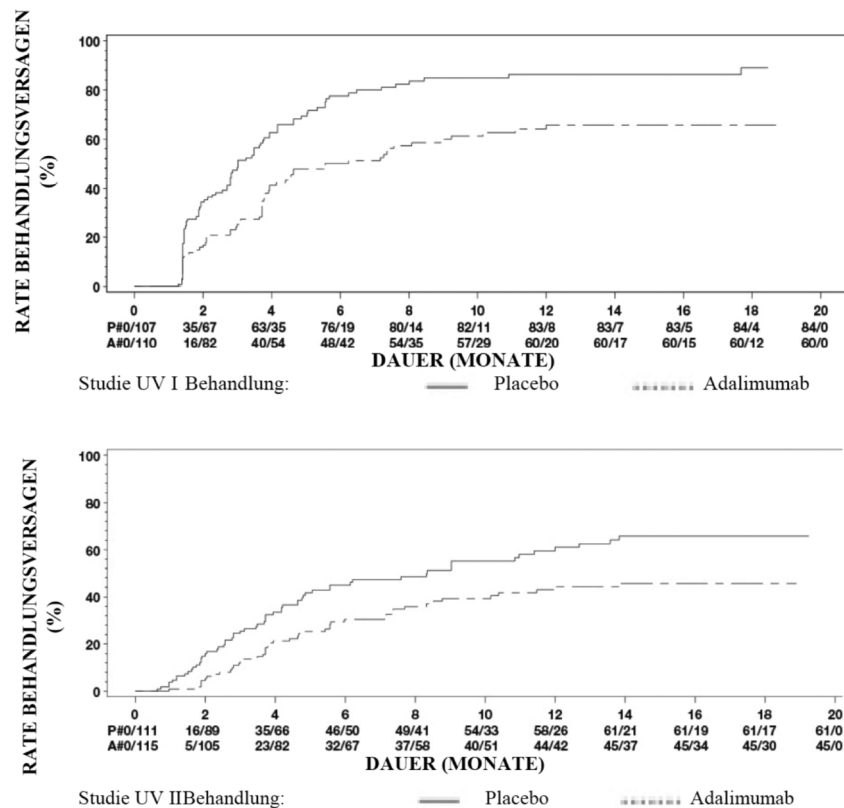 RATE BEHANDLUNGSVERSAGEN
(%)
100
80
60
40
20
0
0 2 4 6 8 10 12 14 16 18 20
P#0/107 35/67 63/35 76/19 80/14 82/11 83/8 83/7 83/5 84/4 84/0
A#0/110 16/82 40/54 48/42 54/35 57/29 60/20 60/17 60/15 60/12 60/0
DAUER (MONATE)
Studie UV I Behandlung: Placebo Adalimumab
RATE BEHANDLUNGSVERSAGEN
(%)
100
80
60
40
20
0
0 2 4 6 8 10 12 14 16 18 20
P#0/111 16/89 35/66 46/50 49/41 54/33 58/26 61/21 61/19 61/17 61/0
A#0/115 5/105 23/82 32/67 37/58 40/51 44/42 45/37 45/34 45/30 45/0
DAUER (MONATE)
Studie UV IIBehandlung: Placebo Adalimumab